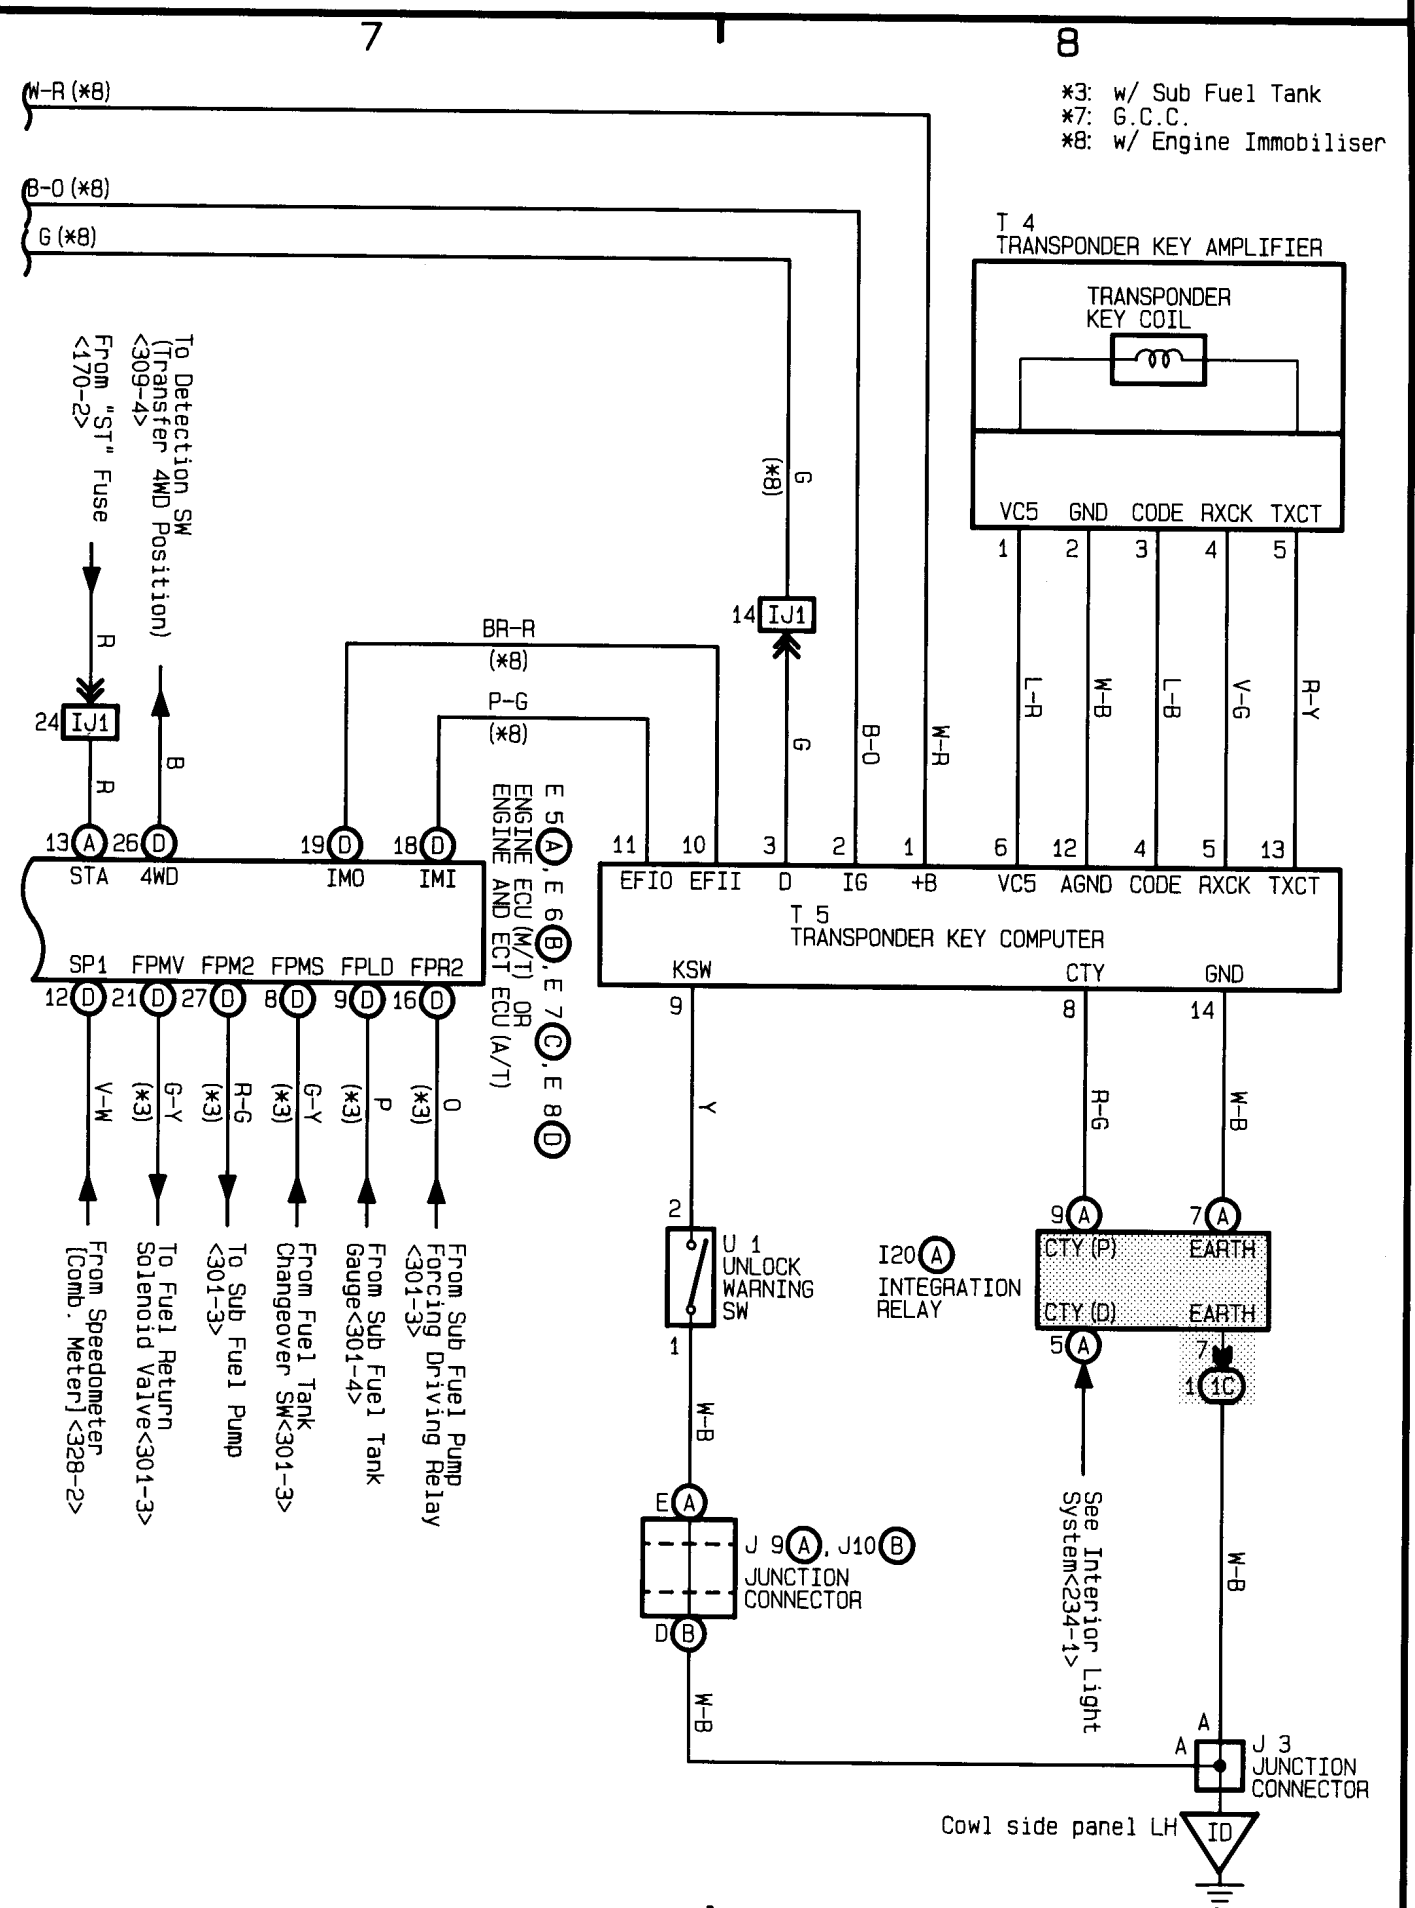 7
8
W-R (*8)
*3: w/ Sub Fuel Tank
*7: G.C.C.
*8: w/ Engine Immobiliser
B-O (*8)
G (*8)
T 4
TRANSPONDER KEY AMPLIFIER
TRANSPONDER
KEY COIL
VC5 GND CODE RXCK TXCT
1 2 3 4 5
From "ST" Fuse
<170-2>
To Detection SW
(Transfer 4WD Position)
<309-4>
G
(*8)
14 IJ1
R
24 IJ1
R
B
BR-R
(*8)
P-G
(*8)
G
B-O
W-R
L-R
W-B
L-B
V-G
R-Y
13 A 26 D 19 D 18 D
STA 4WD IMO IMI
E 5 A, E 6 B, E 7 C, E 8 D
ENGINE ECU (M/T) OR
ENGINE AND ECT ECU (A/T)
11 10 3 2 1 6 12 4 5 13
EFIO EFII D IG +B VC5 AGND CODE RXCK TXCT
T 5
TRANSPONDER KEY COMPUTER
KSW CTY GND
9 8 14
SP1 FPMV FPM2 FPMS FPLD FPR2
12 D 21 D 27 D 8 D 9 D 16 D
V-W
G-Y
(*3)
R-G
(*3)
G-Y
(*3)
P
(*3)
O
(*3)
From Speedometer
[Comb. Meter]<328-2>
To Fuel Return
Solenoid Valve<301-3>
To Sub Fuel Pump
<301-3>
From Fuel Tank
Changeover SW<301-3>
From Sub Fuel Tank
Gauge<301-4>
From Sub Fuel Pump
Forcing Driving Relay
<301-3>
Y
R-G
W-B
2
U 1
UNLOCK
WARNING
SW
1
9 A 7 A
CTY (P) EARTH
I20 A
INTEGRATION
RELAY
CTY (D) EARTH
5 A
7
1 1C
W-B
E A
J 9 A, J10 B
JUNCTION
CONNECTOR
D B
W-B
See Interior Light
System<234-1>
W-B
A
A
J 3
JUNCTION
CONNECTOR
Cowl side panel LH
ID